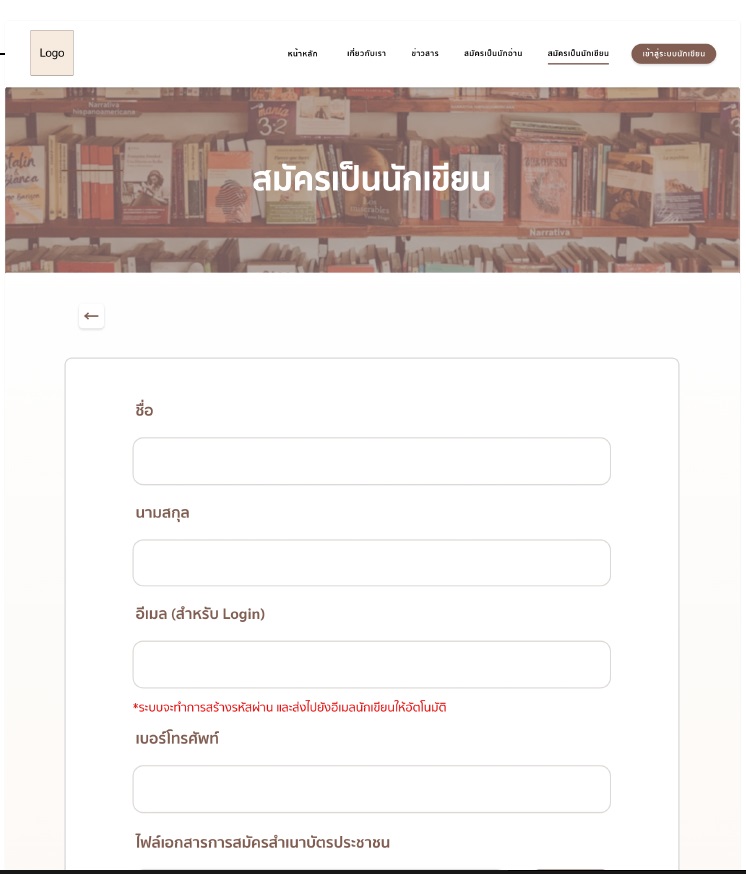 Logo
หน้าหลัก
เกี่ยวกับเรา
ข่าวสาร
สมัครเป็นนักอ่าน
สมัครเป็นนักเขียน
เข้าสู่ระบบนักเขียน
Narrativa
hispanoamericana
mania
3-2
สมัครเป็นนักเขียน
Narrativa
←
ชื่อ
นามสกุล
อีเมล (สำหรับ Login)
*ระบบจะทำการสร้างรหัสผ่าน และส่งไปยังอีเมลนักเขียนให้อัตโนมัติ
เบอร์โทรศัพท์
ไฟล์เอกสารการสมัครสำเนาบัตรประชาชน